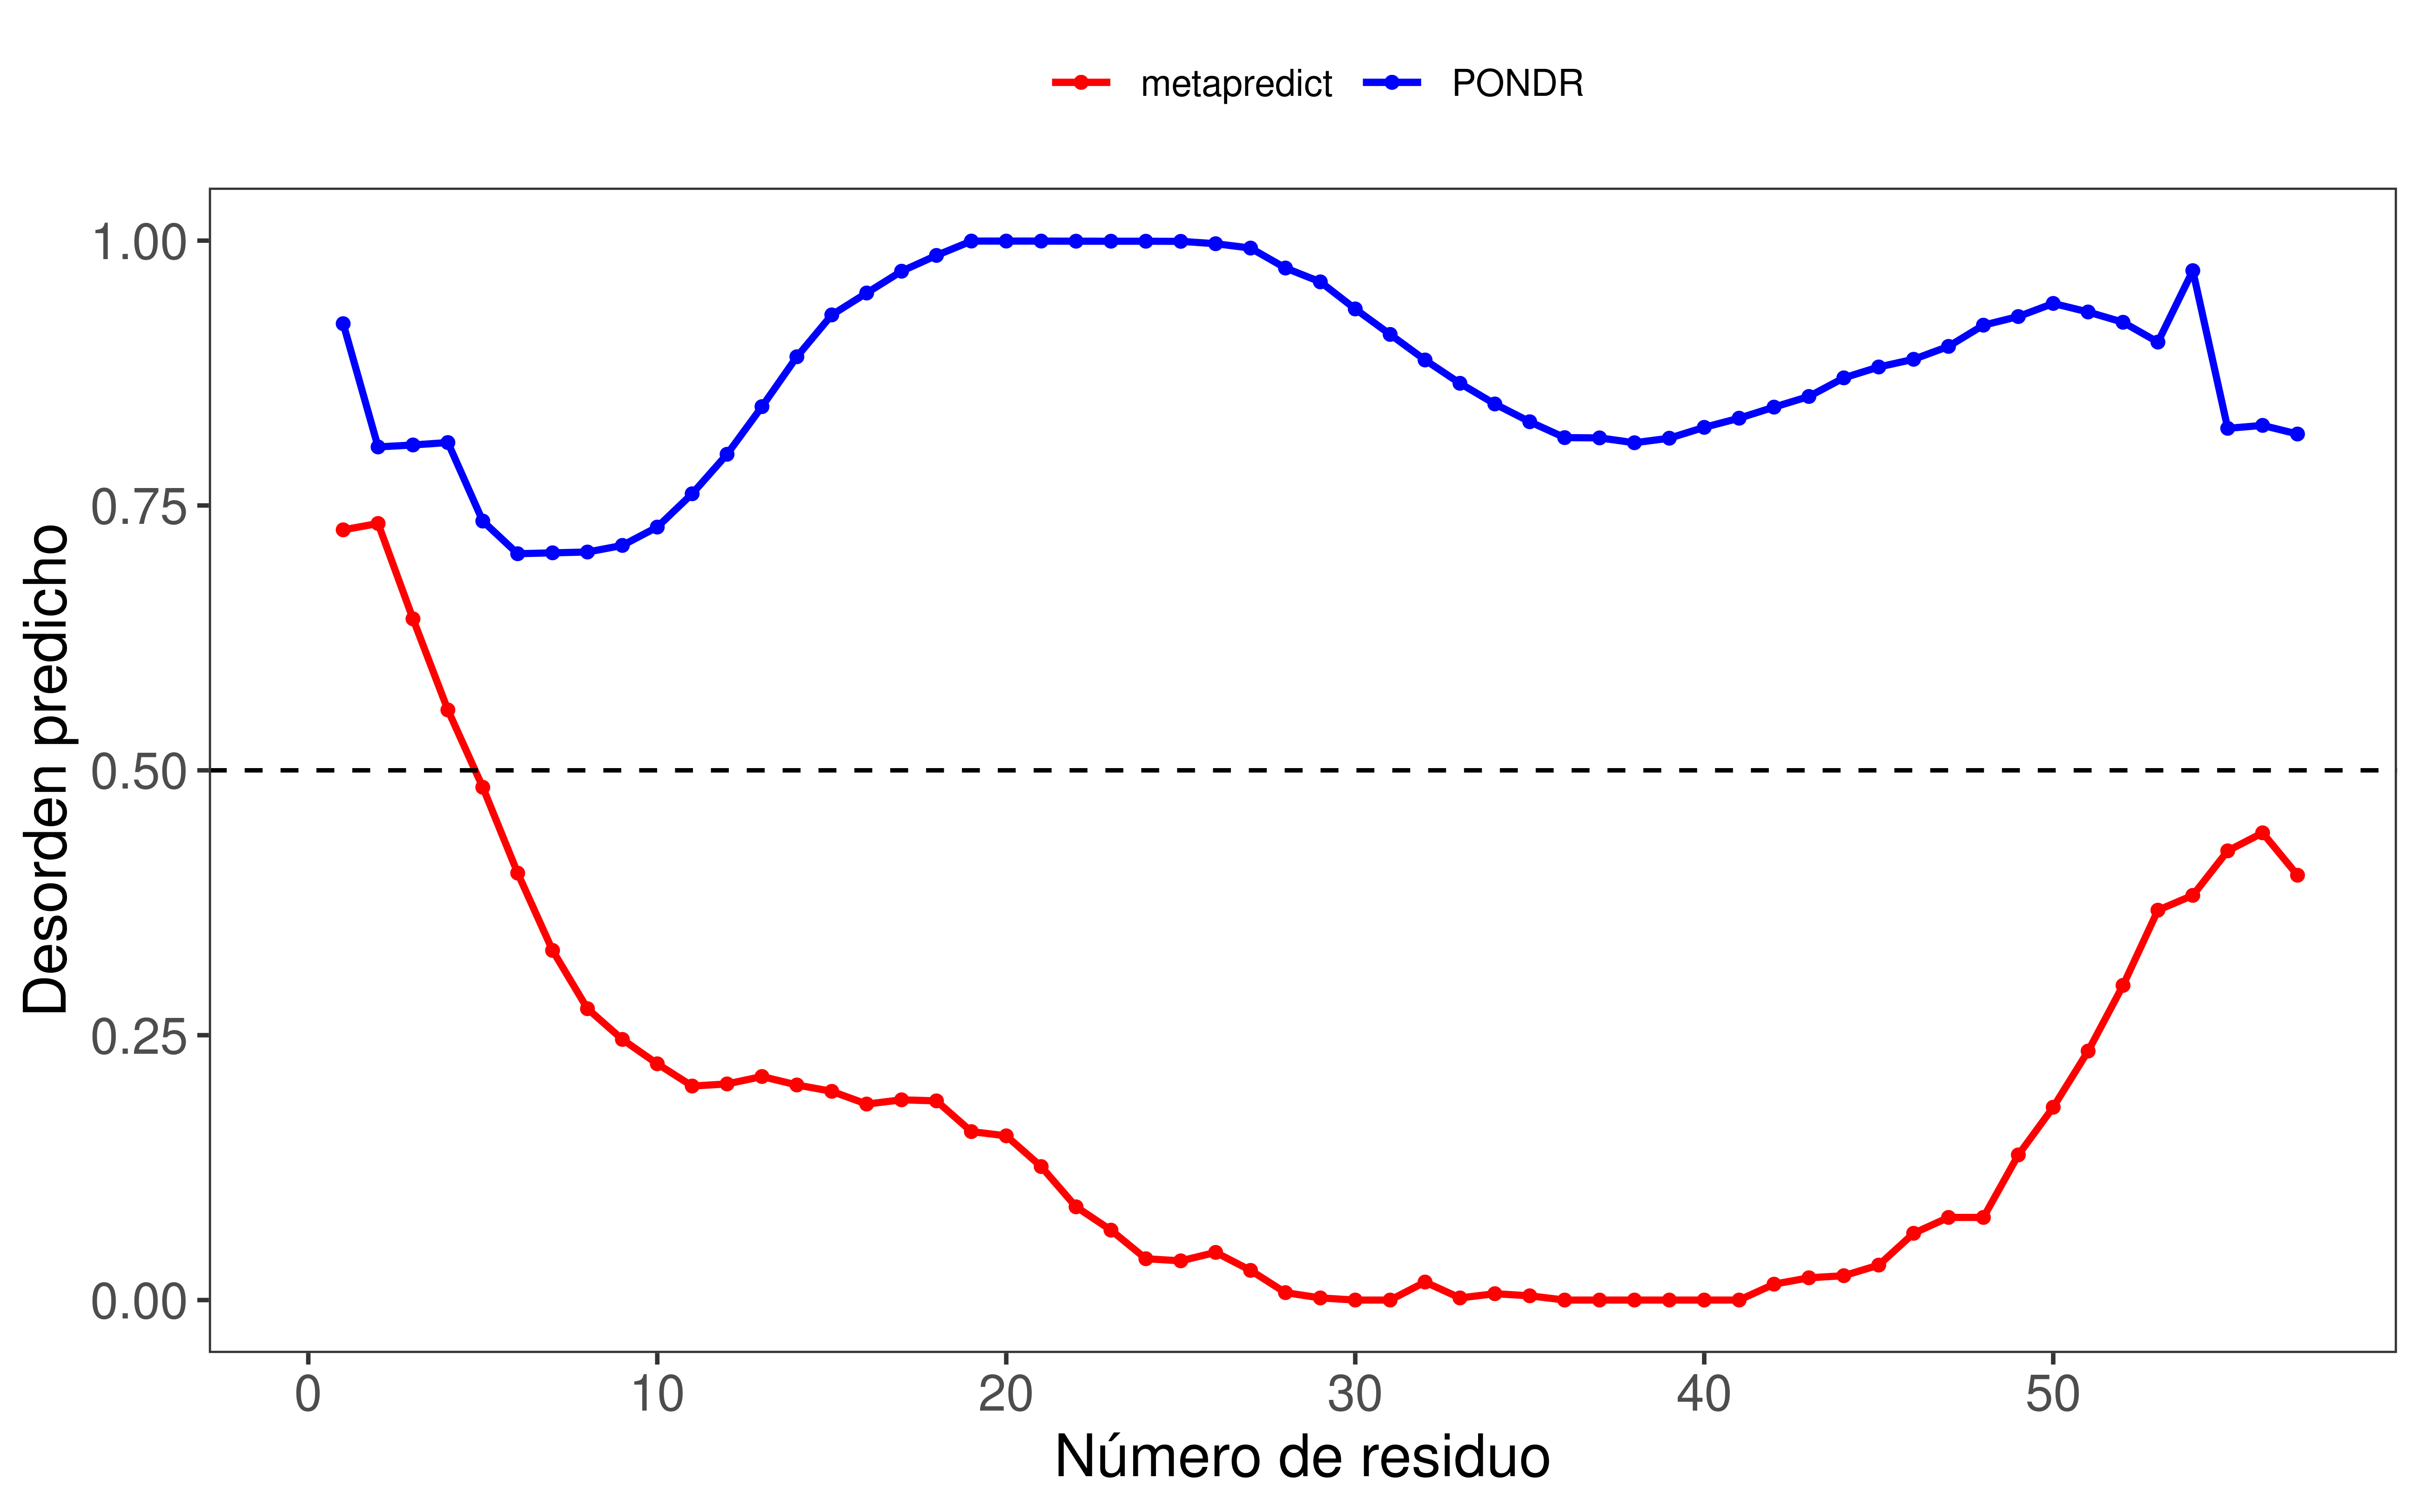 metapredict PONDR
1.00
0.75
0.50
0.25
0.00
Desorden predicho
0 10 20 30 40 50
Número de residuo